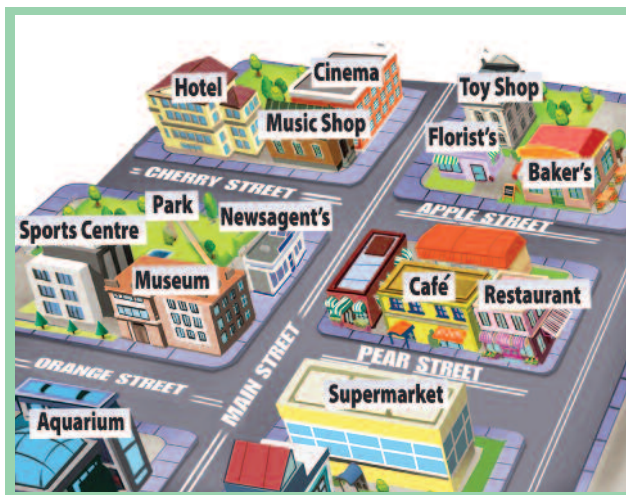 Hotel
Cinema
Toy Shop
Music Shop
Florist's
Baker's
CHERRY STREET
APPLE STREET
Park
Newsagent's
Sports Centre
Museum
Café
Restaurant
MAIN STREET
PEAR STREET
ORANGE STREET
Supermarket
Aquarium